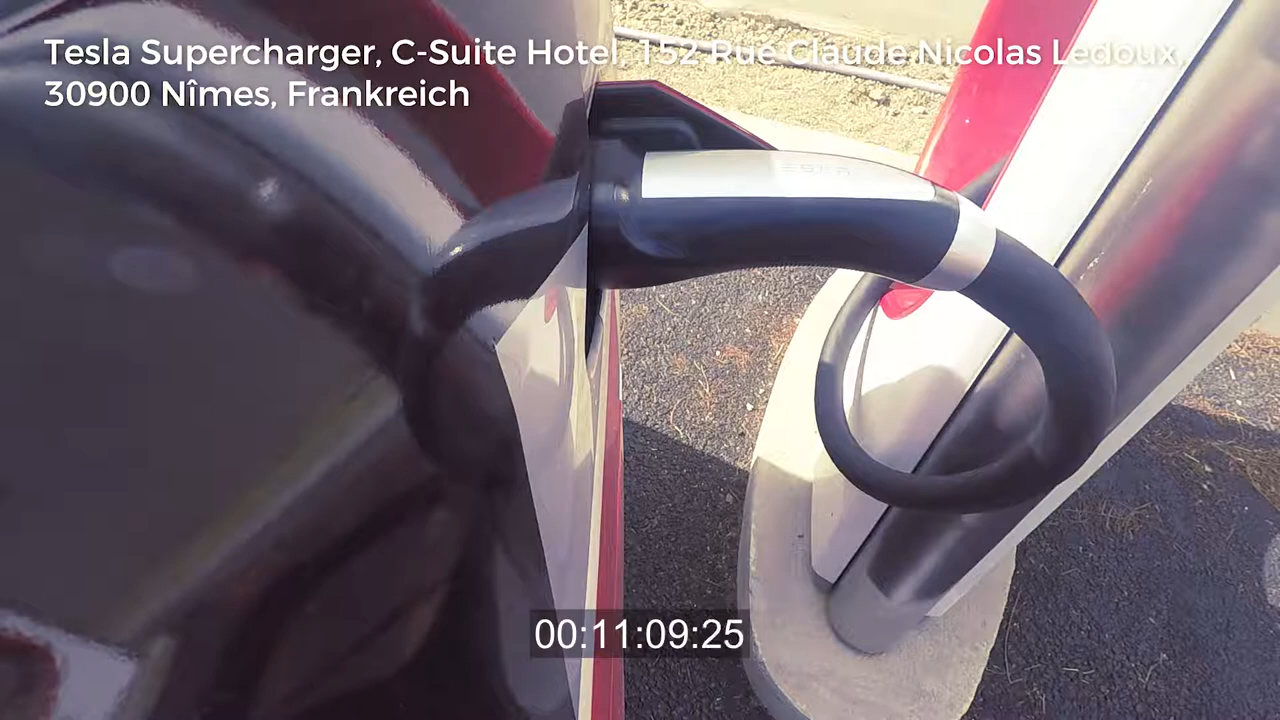 Tesla Supercharger, C-Suite Hotel, 152 Rue Claude Nicolas Ledoux,
30900 Nîmes, Frankreich
00:11:09:25